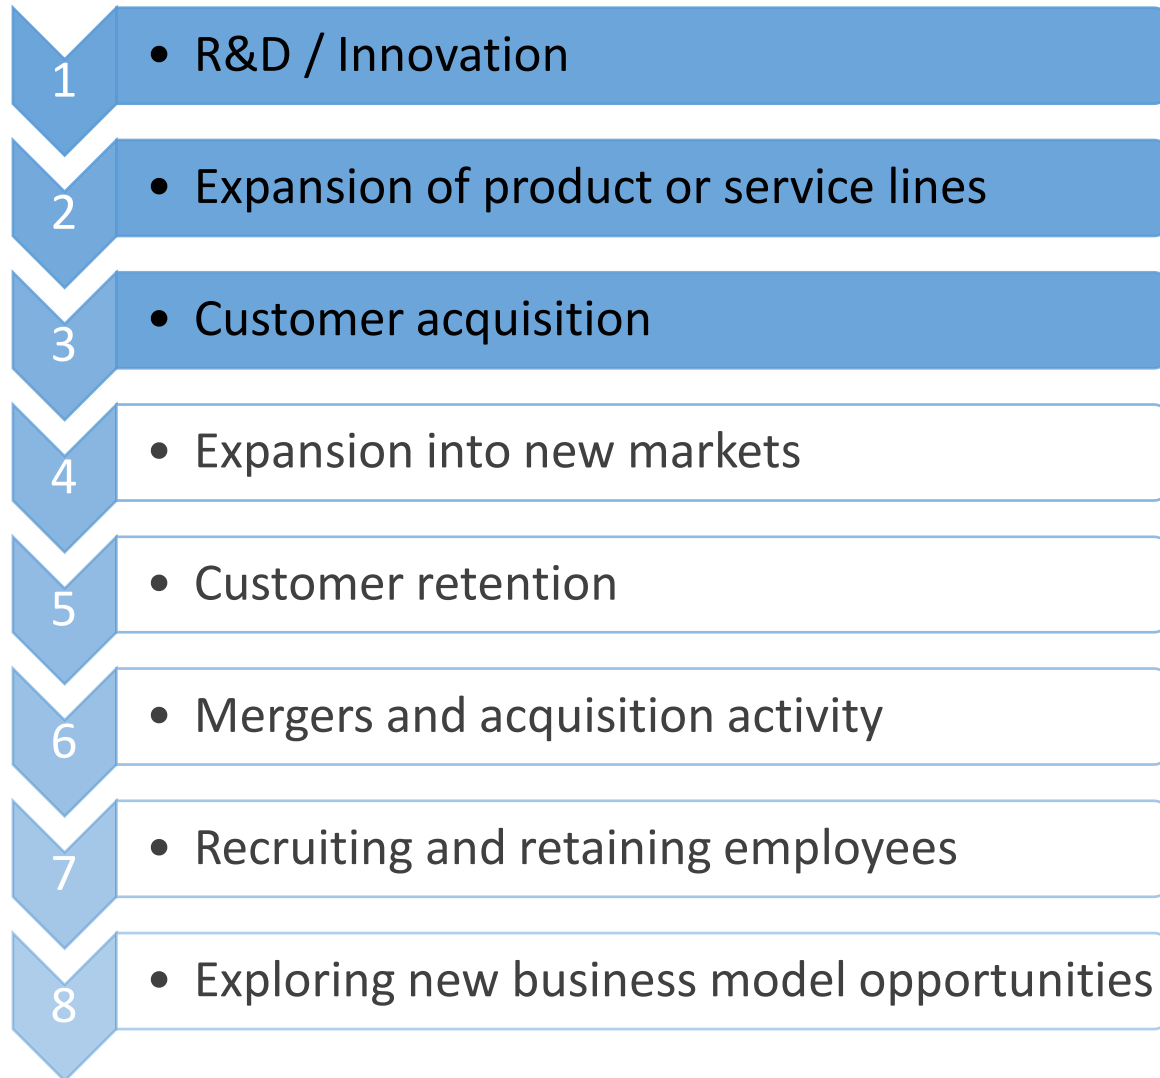 1 • R&D / Innovation
2 • Expansion of product or service lines
3 • Customer acquisition
4 • Expansion into new markets
5 • Customer retention
6 • Mergers and acquisition activity
7 • Recruiting and retaining employees
8 • Exploring new business model opportunities